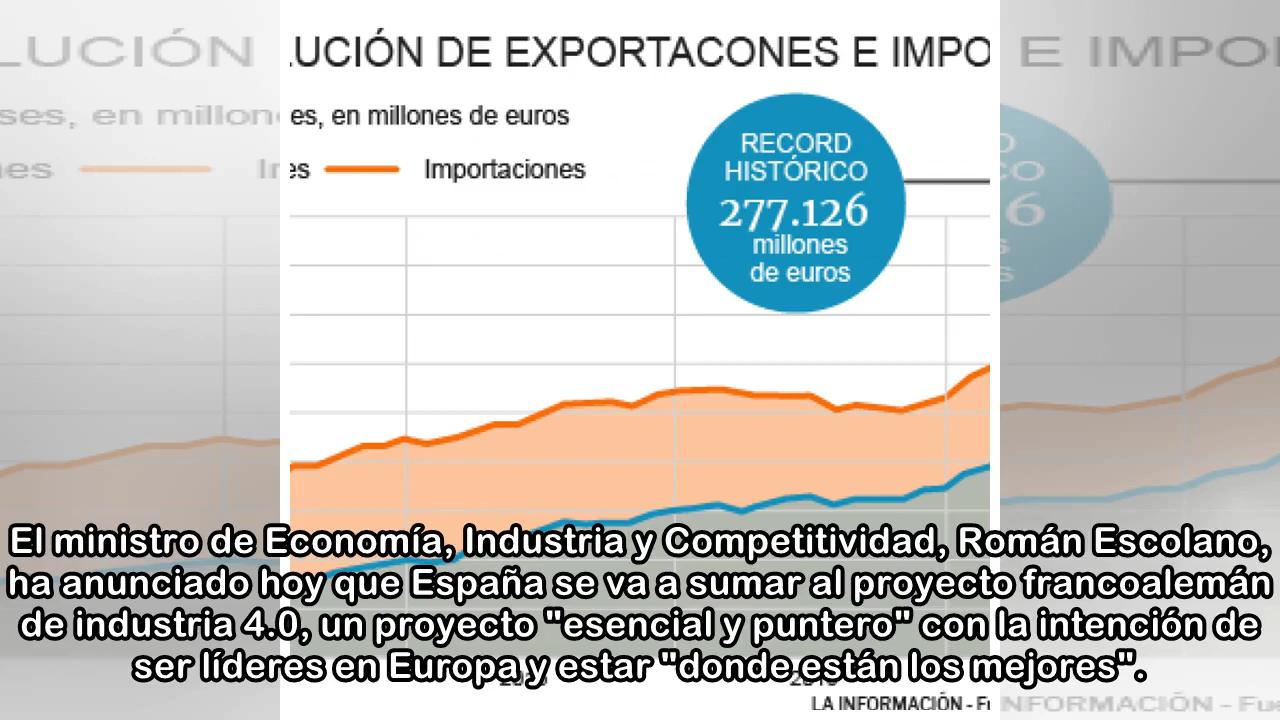 LUCIÓN DE EXPORTACONES E IMPO
es, en millones de euros
es Importaciones
RECORD
HISTÓRICO
277.126
millones
de euros
El ministro de Economía, Industria y Competitividad, Román Escolano,
ha anunciado hoy que España se va a sumar al proyecto francoalemán
de industria 4.0, un proyecto "esencial y puntero" con la intención de
ser líderes en Europa y estar "donde están los mejores".
LA INFORMACIÓN - Fu